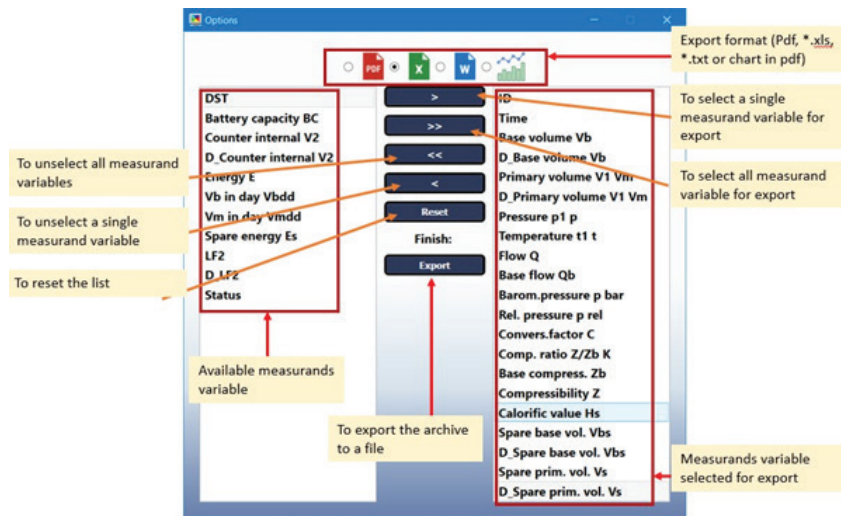 Options
PDF
X
W
Export format (Pdf, *.xls,
*.txt or chart in pdf)
To select a single
measurand variable for
export
To select all measurand
variable for export
DST
Battery capacity BC
Counter internal V2
D_Counter internal V2
Energy E
Vb in day Vbdd
Vm in day Vmdd
Spare energy Es
LF2
D_LF2
Status
>
>>
<<
<
Reset
Finish:
Export
ID
Time
Base volume Vb
D_Base volume Vb
Primary volume V1 Vm
D_Primary volume V1 Vm
Pressure p1 p
Temperature t1 t
Flow Q
Base flow Qb
Barom.pressure p bar
Rel. pressure p rel
Convers.factor C
Comp. ratio Z/Zb K
Base compress. Zb
Compressibility Z
Calorific value Hs
Spare base vol. Vbs
D_Spare base vol. Vbs
Spare prim. vol. Vs
D_Spare prim. vol. Vs
To unselect all measurand
variables
To unselect a single
measurand variable
To reset the list
Available measurands
variable
To export the archive
to a file
Measurands variable
selected for export